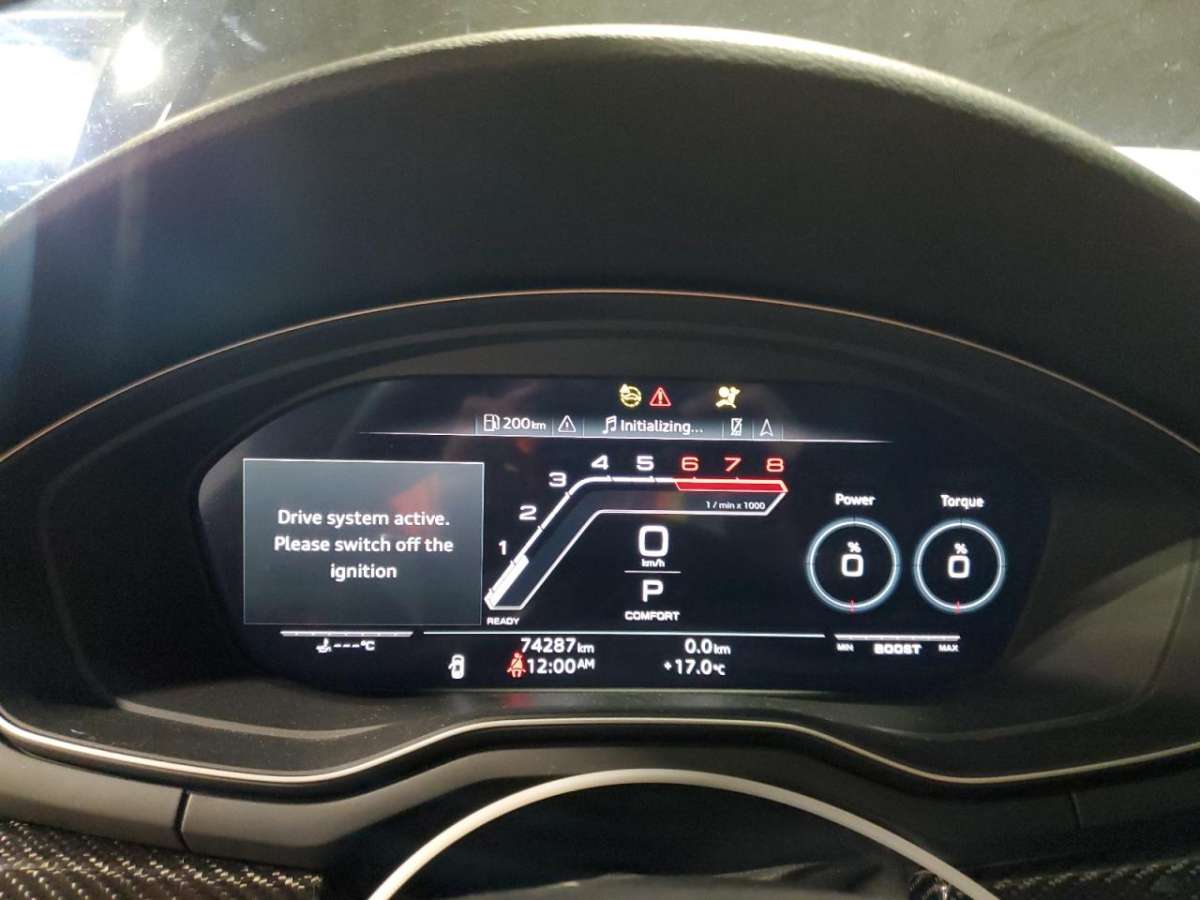 200km
Initializing...
Drive system active.
Please switch off the
ignition
1 2 3 4 5 6 7 8
1 / min x 1000
0
km/h
P
COMFORT
READY
Power
%
0
Torque
%
0
---°C
74287km
0.0km
12:00AM
+17.0°C
MIN BOOST MAX